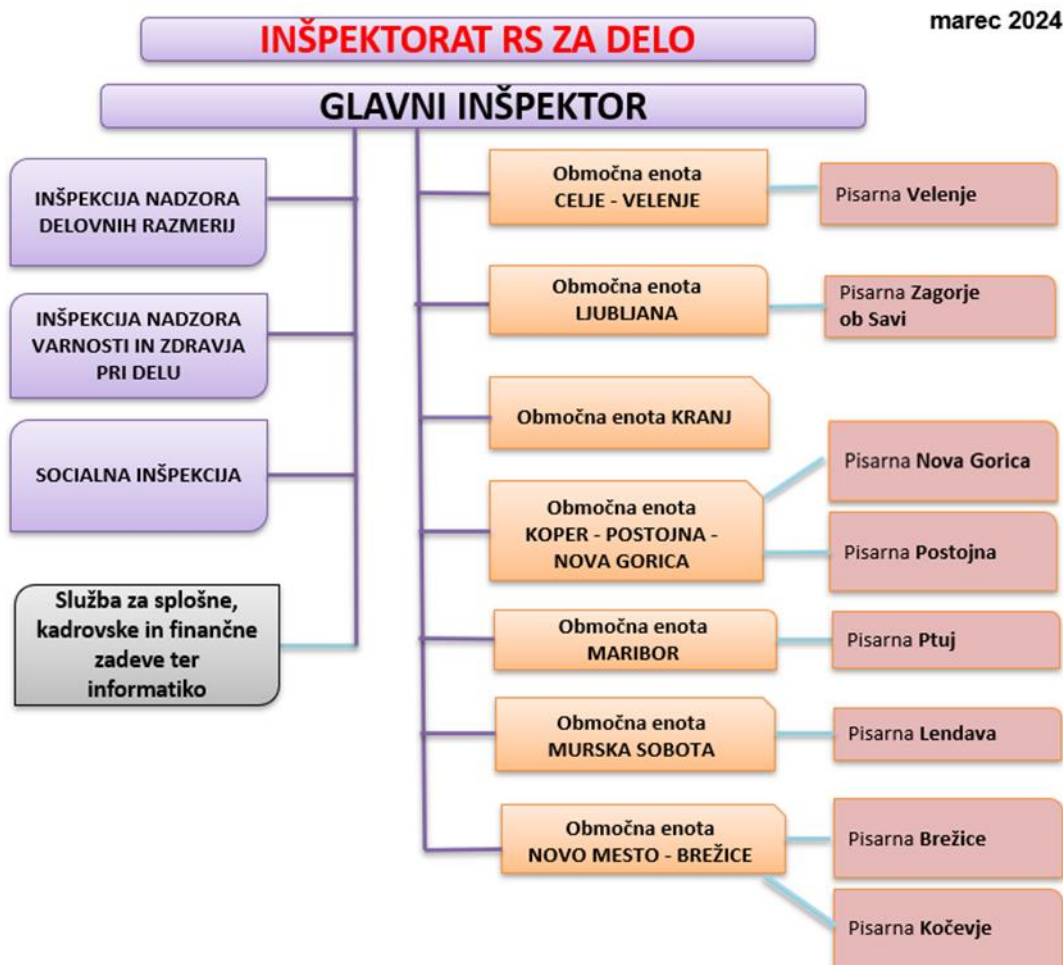 marec 2024
INŠPEKTORAT RS ZA DELO
GLAVNI INŠPEKTOR
INŠPEKCIJA NADZORA
DELOVNIH RAZMERIJ
INŠPEKCIJA NADZORA
VARNOSTI IN ZDRAVJA
PRI DELU
SOCIALNA INŠPEKCIJA
Služba za splošne,
kadrovske in finančne
zadeve ter
informatiko
Območna enota
CELJE - VELENJE
Pisarna Velenje
Območna enota
LJUBLJANA
Pisarna Zagorje
ob Savi
Območna enota KRANJ
Območna enota
KOPER - POSTOJNA -
NOVA GORICA
Pisarna Nova Gorica
Pisarna Postojna
Območna enota
MARIBOR
Pisarna Ptuj
Območna enota
MURSKA SOBOTA
Pisarna Lendava
Območna enota
NOVO MESTO - BREŽICE
Pisarna Brežice
Pisarna Kočevje